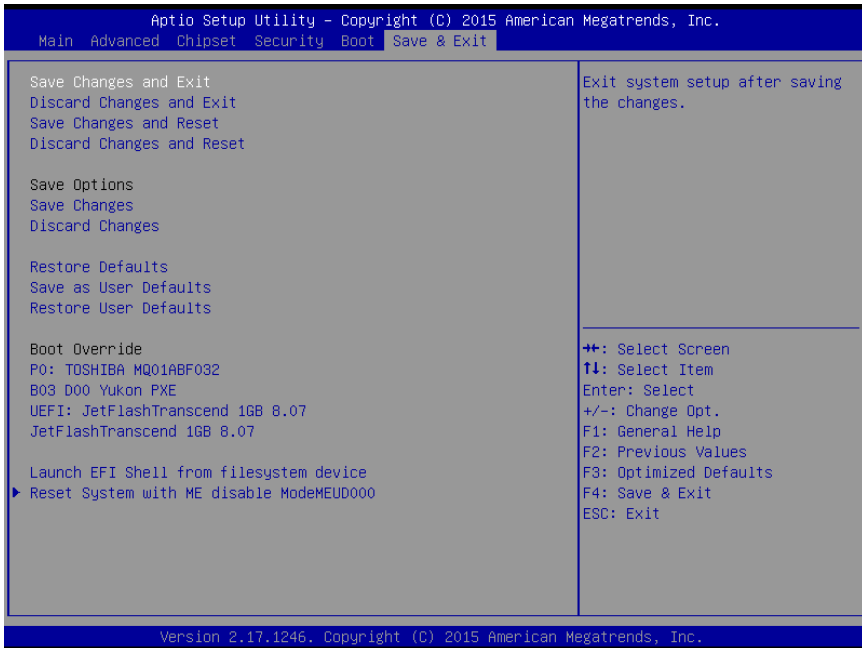 Aptio Setup Utility – Copyright (C) 2015 American Megatrends, Inc.
Main Advanced Chipset Security Boot Save & Exit
Save Changes and Exit
Discard Changes and Exit
Save Changes and Reset
Discard Changes and Reset
Save Options
Save Changes
Discard Changes
Restore Defaults
Save as User Defaults
Restore User Defaults
Boot Override
P0: TOSHIBA MQ01ABF032
B03 D00 Yukon PXE
UEFI: JetFlashTranscend 1GB 8.07
JetFlashTranscend 1GB 8.07
Launch EFI Shell from filesystem device
Reset System with ME disable ModeMEUD000
Exit system setup after saving
the changes.
→←: Select Screen
↑↓: Select Item
Enter: Select
+/-: Change Opt.
F1: General Help
F2: Previous Values
F3: Optimized Defaults
F4: Save & Exit
ESC: Exit
Version 2.17.1246. Copyright (C) 2015 American Megatrends, Inc.